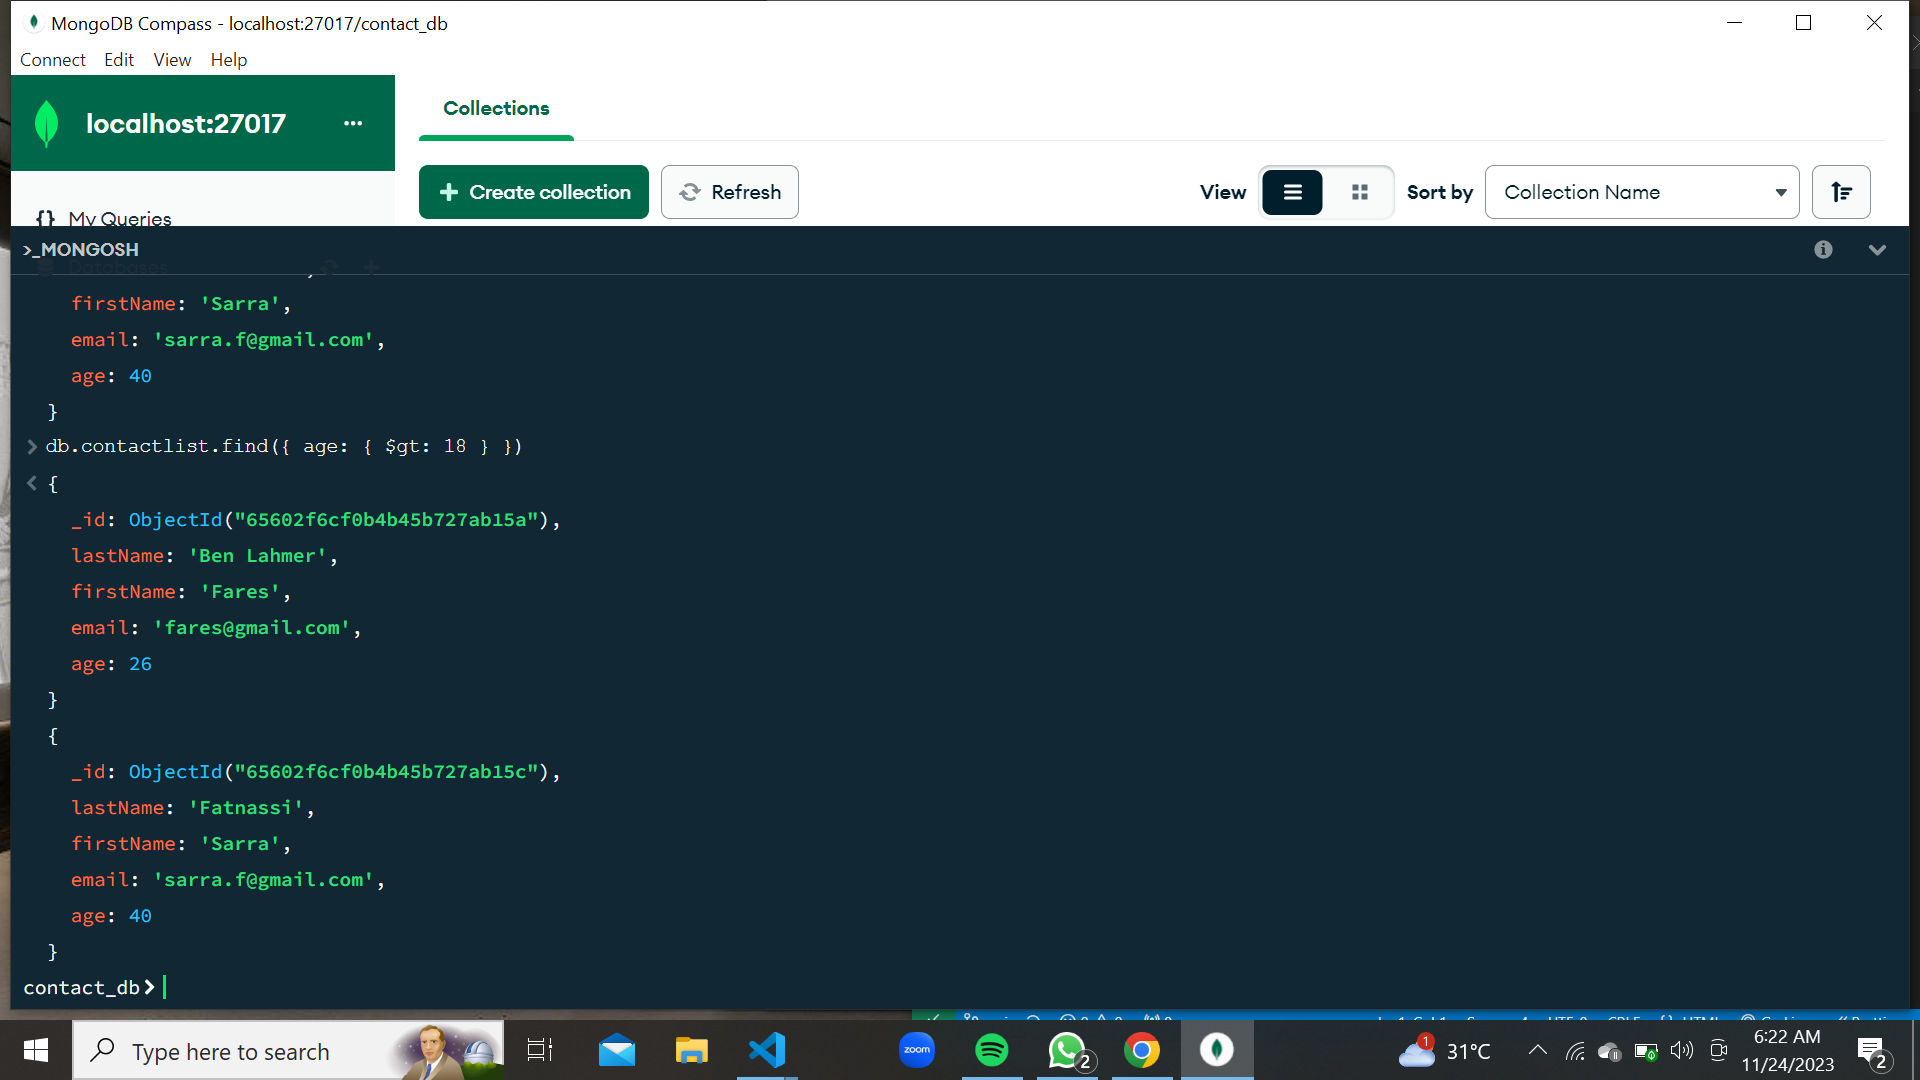 MongoDB Compass - localhost:27017/contact_db
Connect Edit View Help
localhost:27017 ...
Collections
+ Create collection Refresh View Sort by Collection Name
{} My Queries
>_MONGOSH
Databases
firstName: 'Sarra',
email: 'sarra.f@gmail.com',
age: 40
}
> db.contactlist.find({ age: { $gt: 18 } })
< {
_id: ObjectId("65602f6cf0b4b45b727ab15a"),
lastName: 'Ben Lahmer',
firstName: 'Fares',
email: 'fares@gmail.com',
age: 26
}
{
_id: ObjectId("65602f6cf0b4b45b727ab15c"),
lastName: 'Fatnassi',
firstName: 'Sarra',
email: 'sarra.f@gmail.com',
age: 40
}
contact_db>
Type here to search
zoom
2
1
31°C
6:22 AM
11/24/2023
2